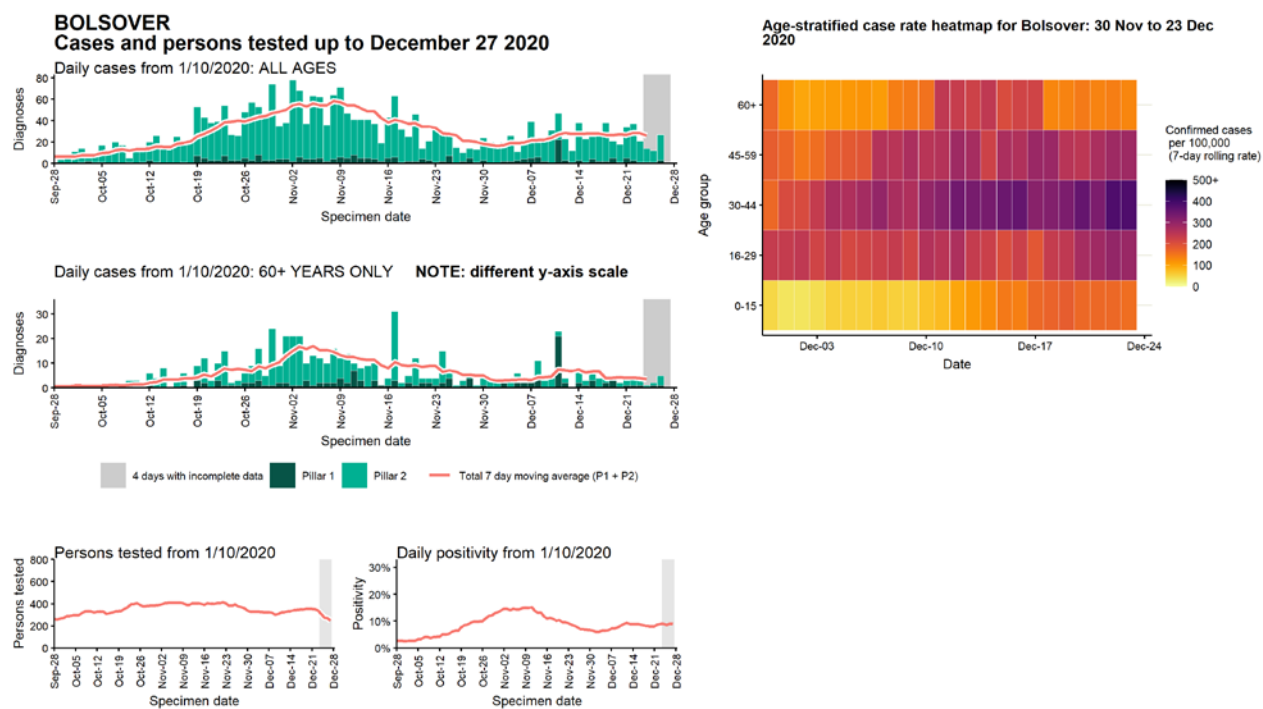 BOLSOVER
Cases and persons tested up to December 27 2020
Daily cases from 1/10/2020: ALL AGES
Diagnoses
80
60
40
20
0
Sep-28
Oct-05
Oct-12
Oct-19
Oct-26
Nov-02
Nov-09
Nov-16
Nov-23
Nov-30
Dec-07
Dec-14
Dec-21
Dec-28
Specimen date
Daily cases from 1/10/2020: 60+ YEARS ONLY NOTE: different y-axis scale
Diagnoses
30
20
10
0
Sep-28
Oct-05
Oct-12
Oct-19
Oct-26
Nov-02
Nov-09
Nov-16
Nov-23
Nov-30
Dec-07
Dec-14
Dec-21
Dec-28
Specimen date
4 days with incomplete data
Pillar 1
Pillar 2
Total 7 day moving average (P1 + P2)
Persons tested from 1/10/2020
Persons tested
800
600
400
200
0
Sep-28
Oct-05
Oct-12
Oct-19
Oct-26
Nov-02
Nov-09
Nov-16
Nov-23
Nov-30
Dec-07
Dec-14
Dec-21
Dec-28
Specimen date
Daily positivity from 1/10/2020
Positivity
30%
20%
10%
0%
Sep-28
Oct-05
Oct-12
Oct-19
Oct-26
Nov-02
Nov-09
Nov-16
Nov-23
Nov-30
Dec-07
Dec-14
Dec-21
Dec-28
Specimen date
Age-stratified case rate heatmap for Bolsover: 30 Nov to 23 Dec
2020
Age group
60+
45-59
30-44
16-29
0-15
Dec-03
Dec-10
Dec-17
Dec-24
Date
Confirmed cases
per 100,000
(7-day rolling rate)
500+
400
300
200
100
0